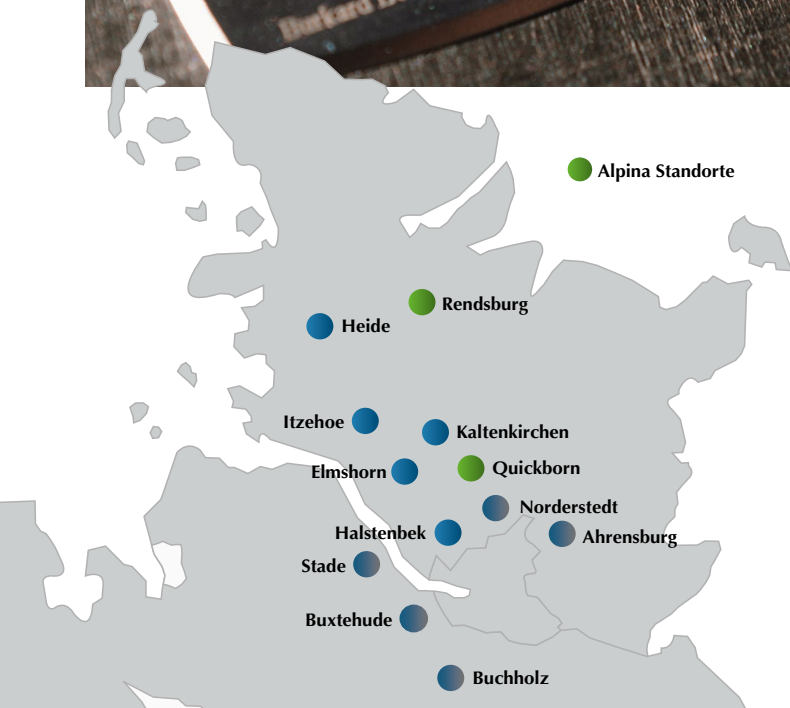 Alpina Standorte
Rendsburg
Heide
Itzehoe
Kaltenkirchen
Elmshorn
Quickborn
Norderstedt
Halstenbek
Ahrensburg
Stade
Buxtehude
Buchholz